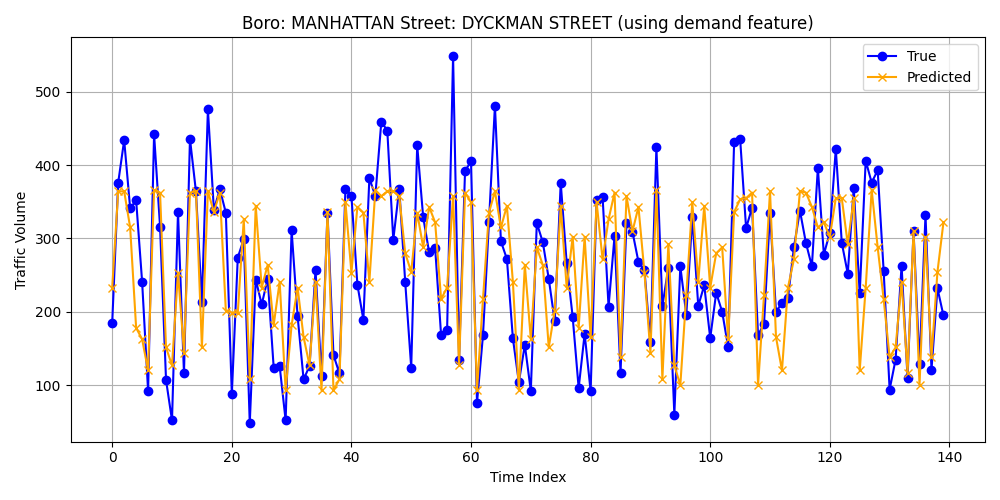 Boro: MANHATTAN Street: DYCKMAN STREET (using demand feature)
True
Predicted
Traffic Volume
500
400
300
200
100
0 20 40 60 80 100 120 140
Time Index